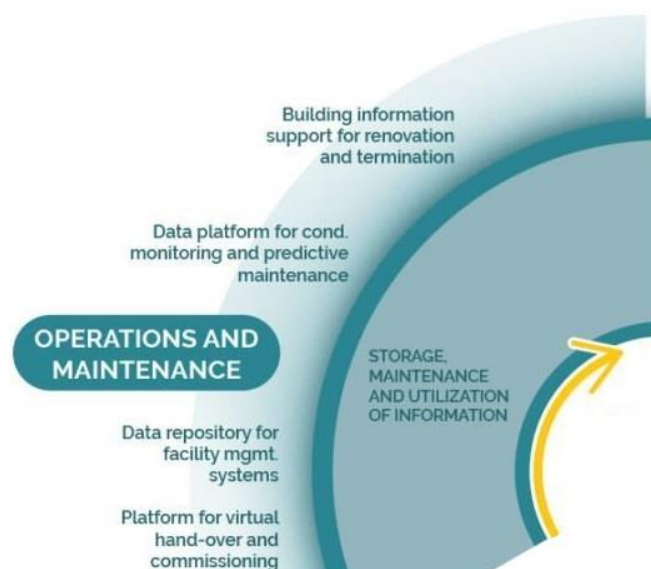 Building information
support for renovation
and termination
Data platform for cond.
monitoring and predictive
maintenance
OPERATIONS AND
MAINTENANCE
STORAGE,
MAINTENANCE
AND UTILIZATION
OF INFORMATION
Data repository for
facility mgmt.
systems
Platform for virtual
hand-over and
commissioning